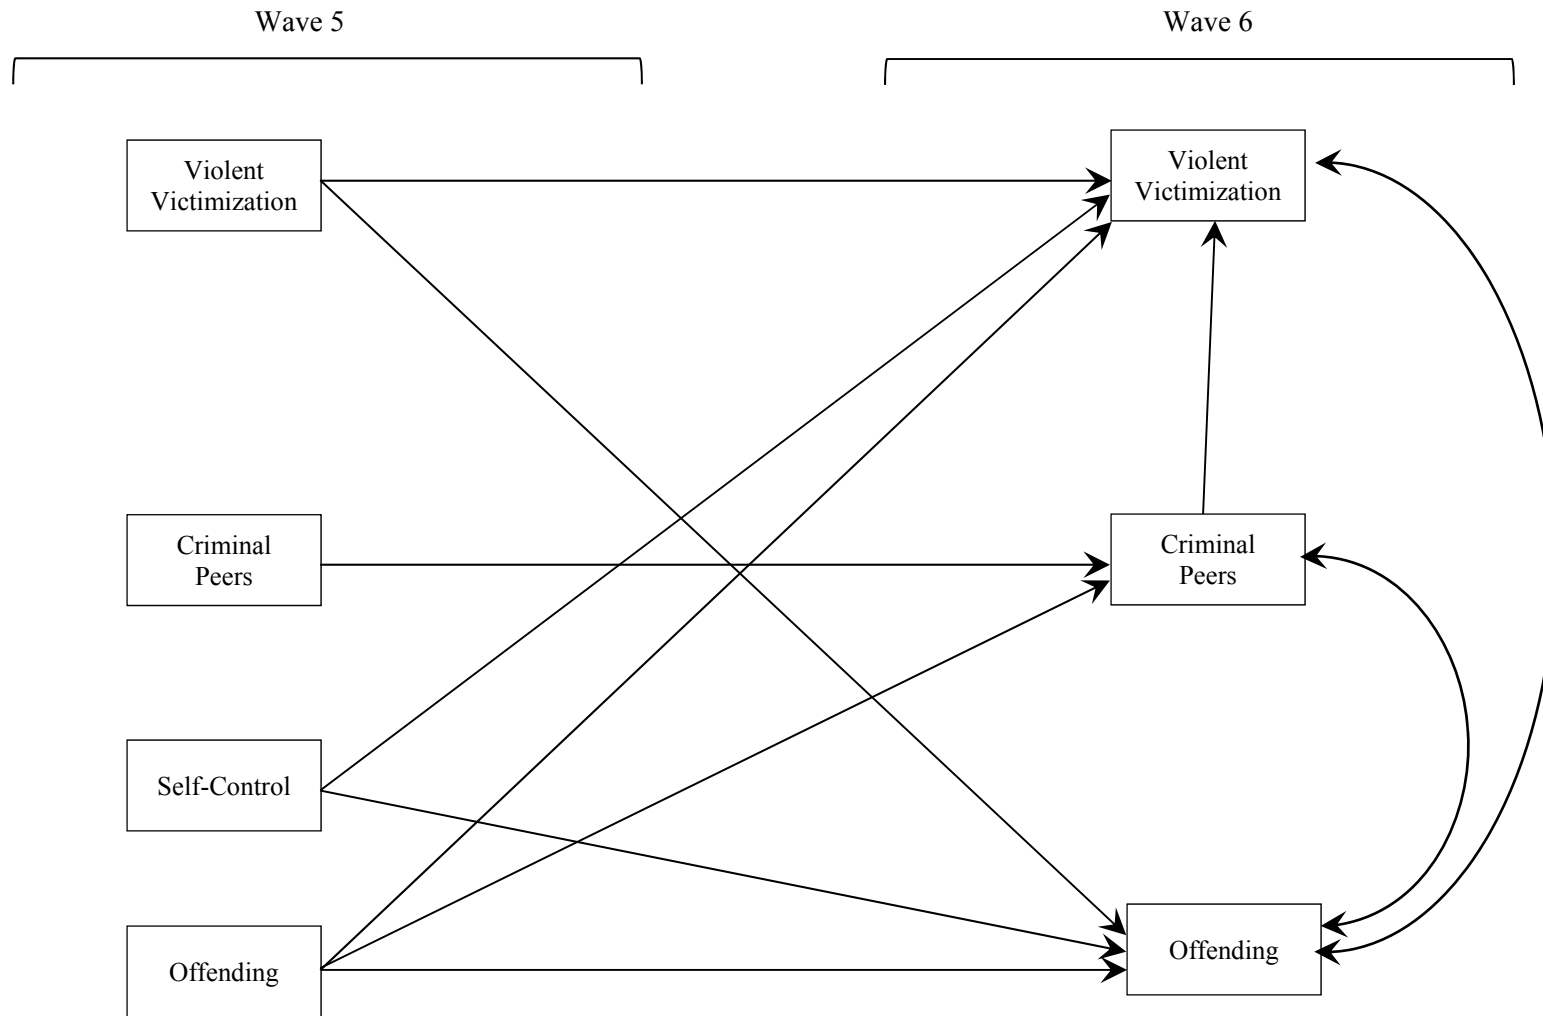 Wave 5
Wave 6
Violent
Victimization
Violent
Victimization
Criminal
Peers
Criminal
Peers
Self-Control
Offending
Offending